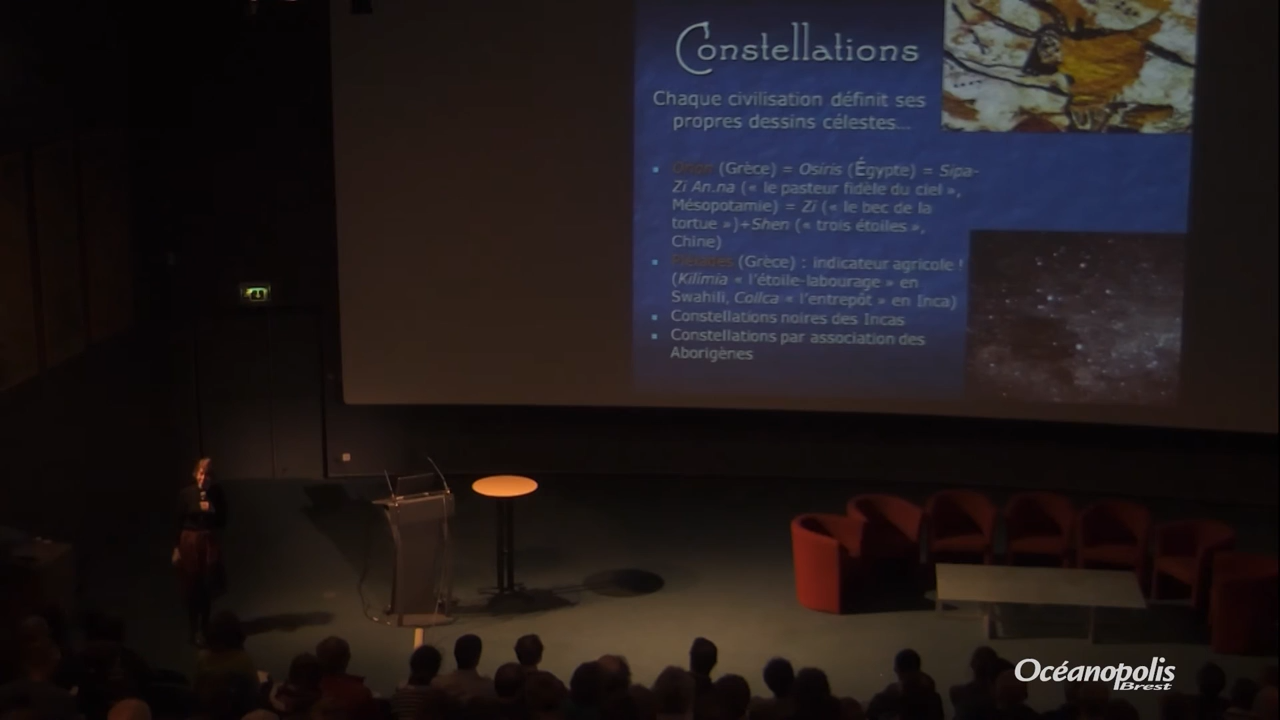 Constellations
Chaque civilisation définit ses
propres dessins célestes...
Orion (Grèce) = Osiris (Égypte) = Sipa-
Zi An.na (« le pasteur fidèle du ciel »,
Mésopotamie) = Zi (« le bec de la
tortue »)+Shen (« trois étoiles »,
Chine)
Pléiades (Grèce) : indicateur agricole !
(Kilimia « l'étoile-labourage » en
Swahili, Collca « l'entrepôt » en Inca)
Constellations noires des Incas
Constellations par association des
Aborigènes
Océanopolis
Brest